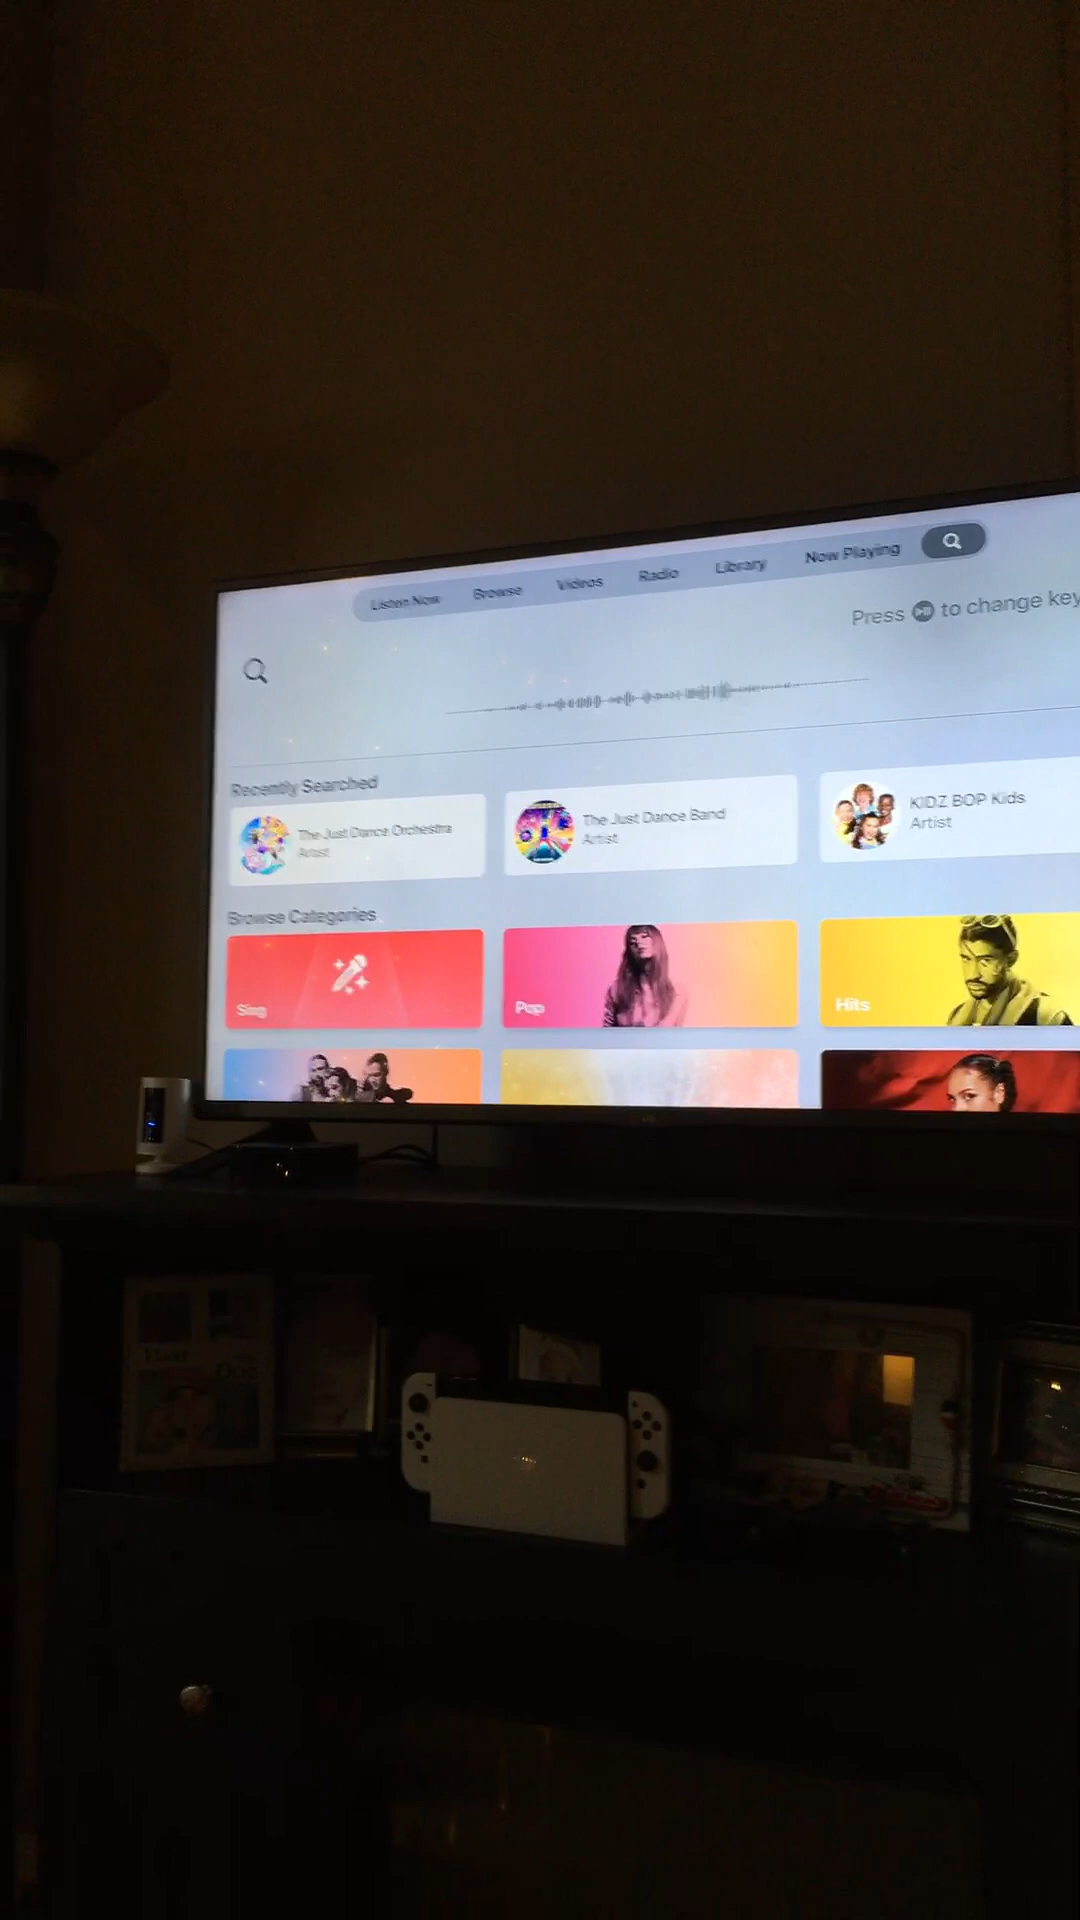 Listen Now Browse Videos Radio Library Now Playing
Press to change key
Recently Searched
The Just Dance Orchestra
Artist
The Just Dance Band
Artist
KIDZ BOP Kids
Artist
Browse Categories
Sing
Pop
Hits